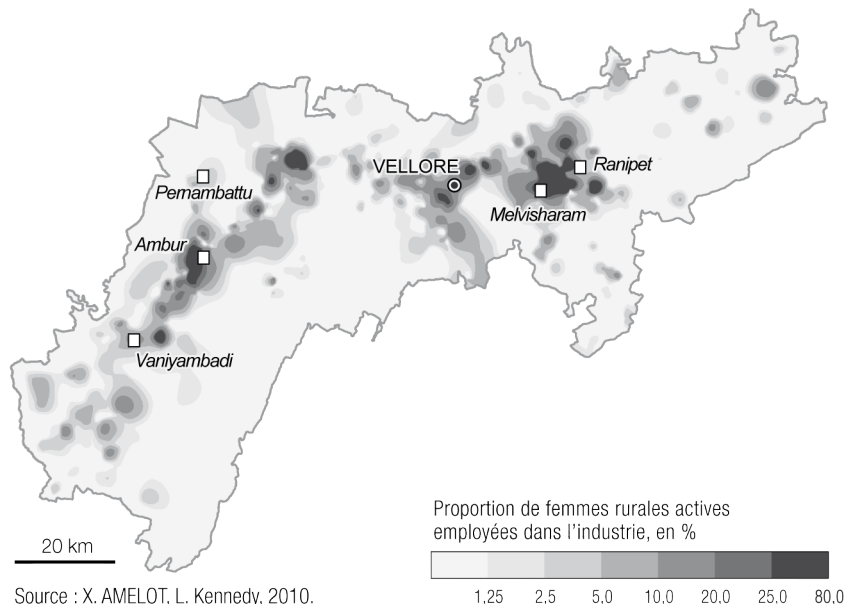 VELLORE
Ranipet
Pernambattu
Melvisharam
Ambur
Vaniyambadi
Proportion de femmes rurales actives
employées dans l'industrie, en %
20 km
1,25 2,5 5,0 10,0 20,0 25,0 80,0
Source : X. AMELOT, L. Kennedy, 2010.